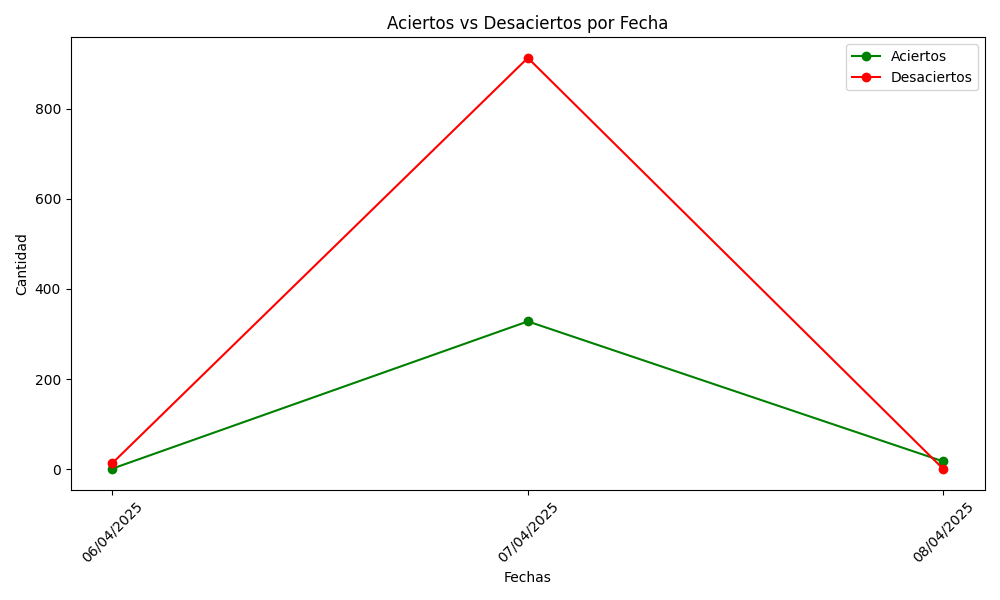 Aciertos vs Desaciertos por Fecha
Aciertos
Desaciertos
Cantidad
800
600
400
200
0
06/04/2025
07/04/2025
08/04/2025
Fechas